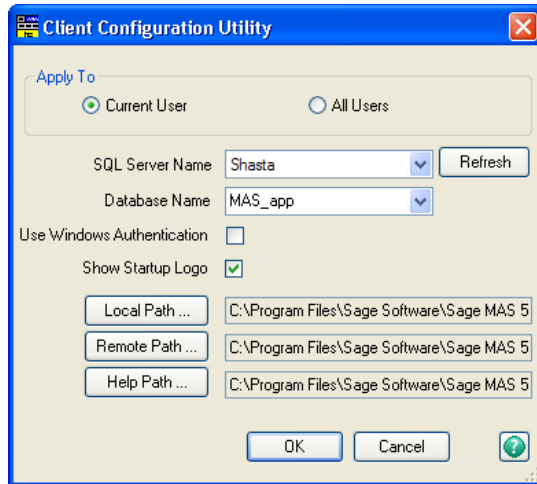 Client Configuration Utility
Apply To
Current User
All Users
SQL Server Name
Shasta
Refresh
Database Name
MAS_app
Use Windows Authentication
Show Startup Logo
Local Path ...
C:\Program Files\Sage Software\Sage MAS 5
Remote Path ...
C:\Program Files\Sage Software\Sage MAS 5
Help Path ...
C:\Program Files\Sage Software\Sage MAS 5
OK
Cancel
?